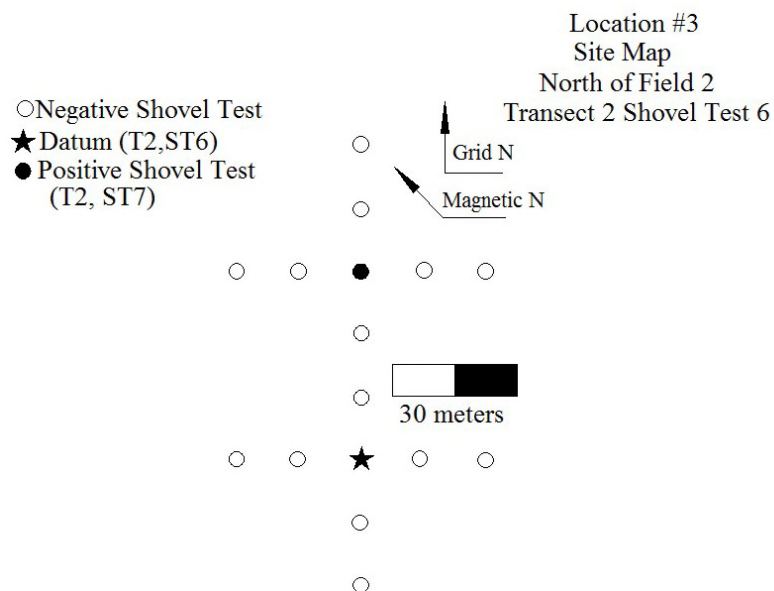 Location #3
Site Map
North of Field 2
Transect 2 Shovel Test 6
Negative Shovel Test
Datum (T2,ST6)
Positive Shovel Test
(T2, ST7)
Grid N
Magnetic N
30 meters